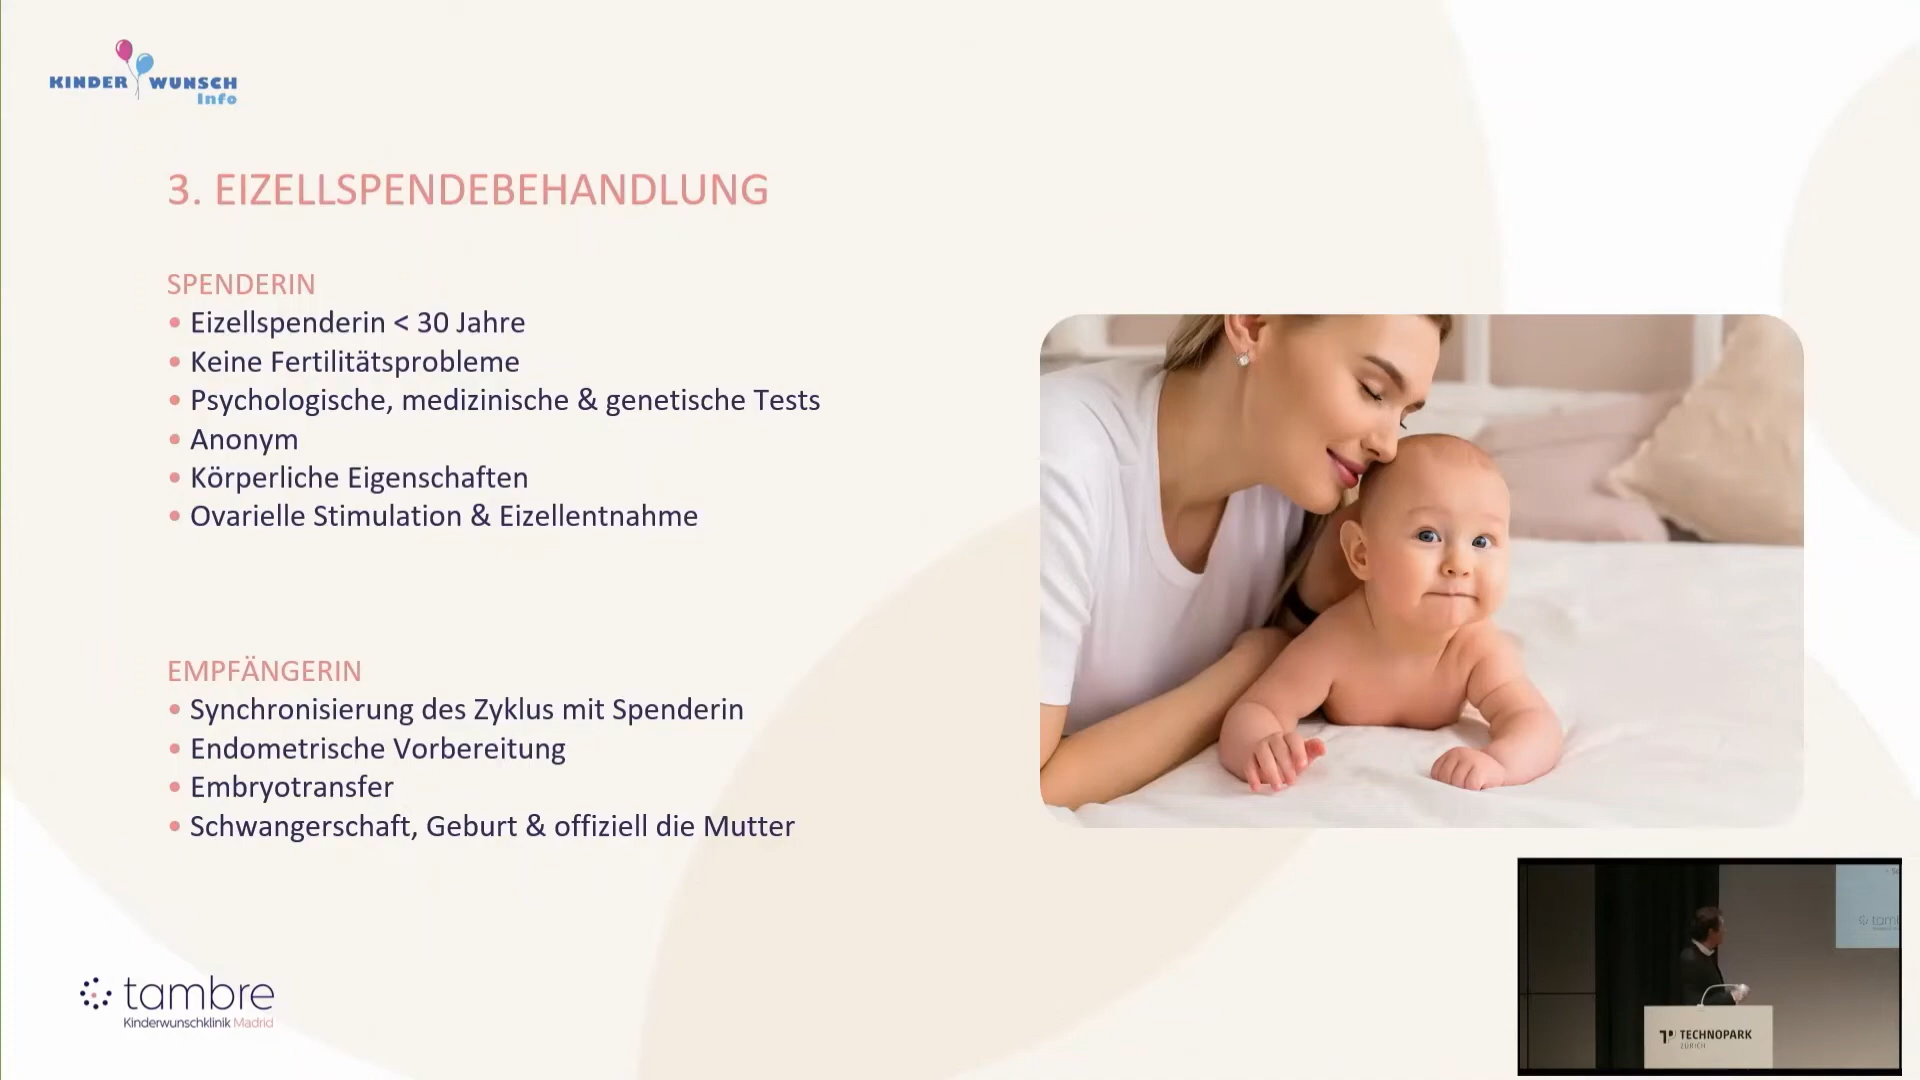 KINDER WUNSCH
Info
3. EIZELLSPENDEBEHANDLUNG
SPENDERIN
• Eizellspenderin < 30 Jahre
• Keine Fertilitätsprobleme
• Psychologische, medizinische & genetische Tests
• Anonym
• Körperliche Eigenschaften
• Ovarielle Stimulation & Eizellentnahme
EMPFÄNGERIN
• Synchronisierung des Zyklus mit Spenderin
• Endometrische Vorbereitung
• Embryotransfer
• Schwangerschaft, Geburt & offiziell die Mutter
tambre
Kinderwunschklinik Madrid
TECHNOPARK
ZÜRICH